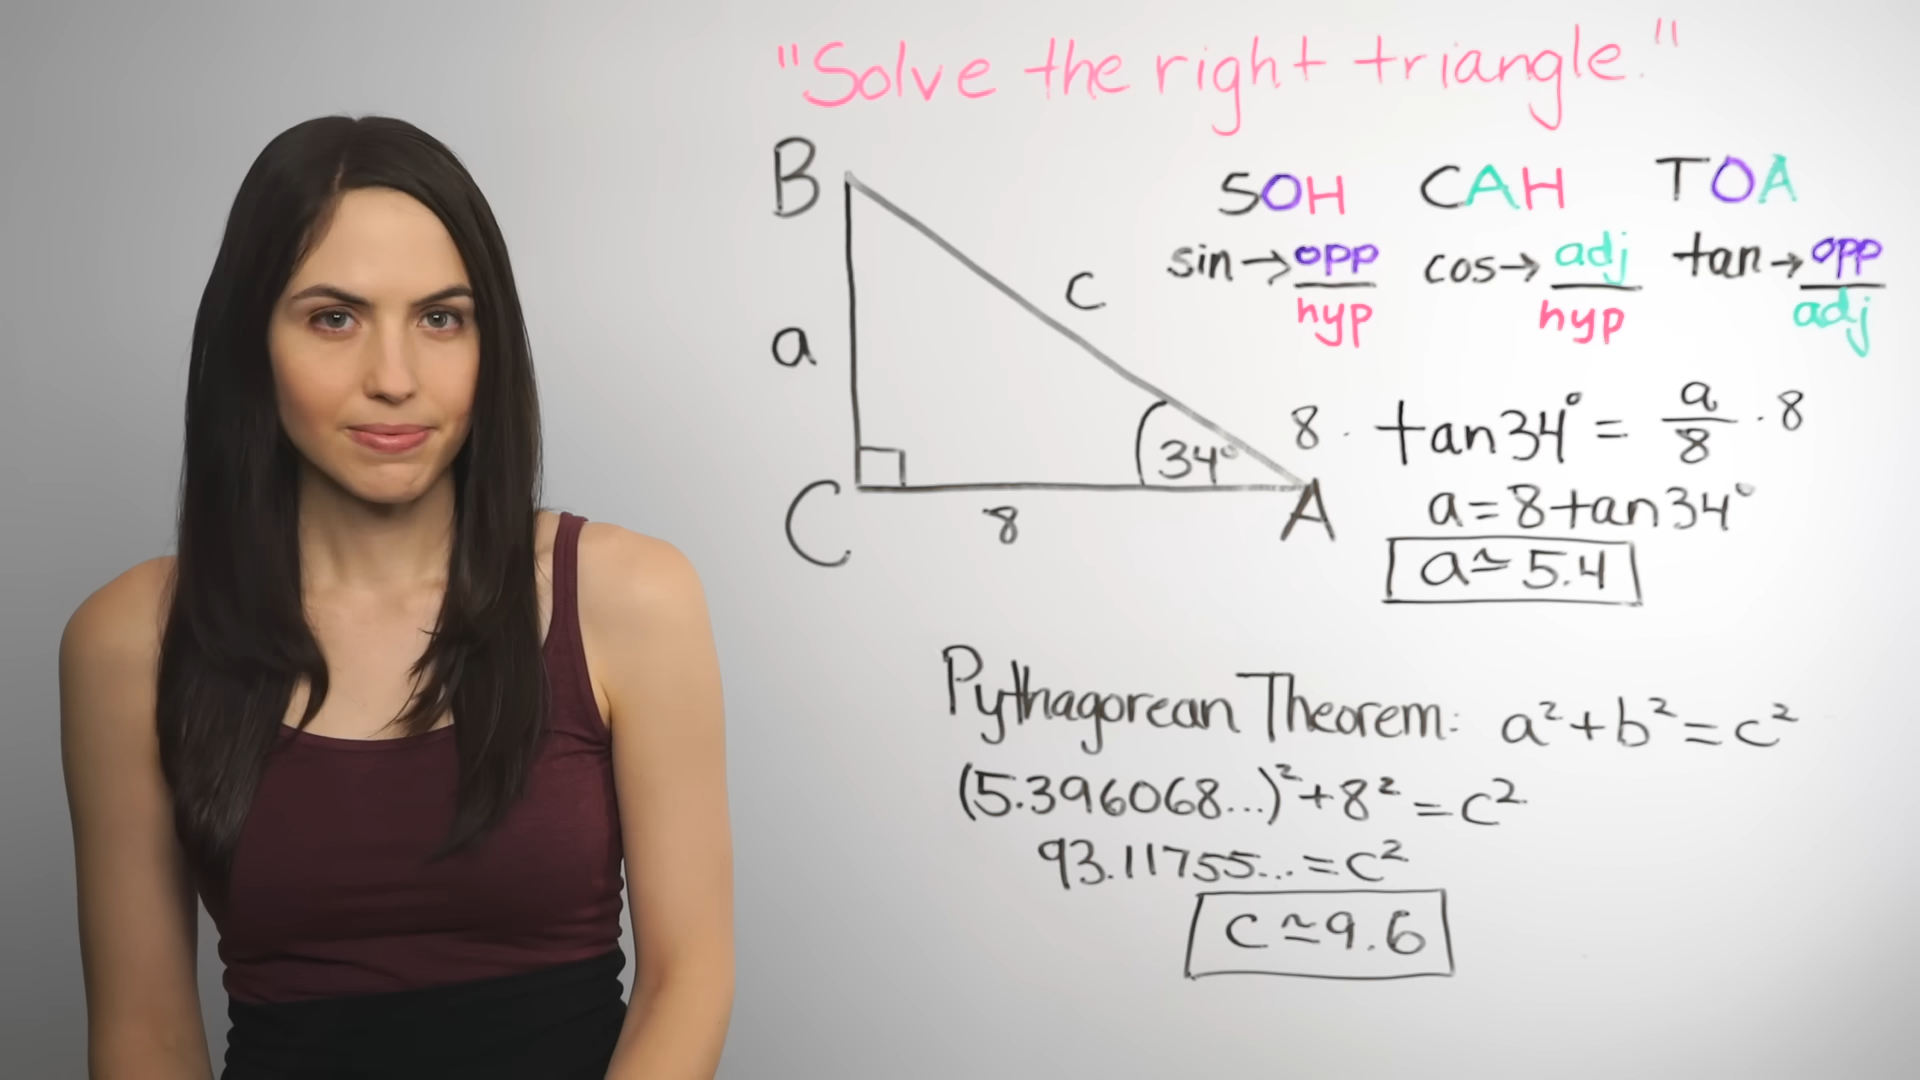 "Solve the right triangle."
B
a
c
C
8
34°
A
SOH CAH TOA
sin→opp/hyp cos→adj/hyp tan→opp/adj
8 · tan34° = a/8 · 8
a=8tan34°
a≃5.4
Pythagorean Theorem: a²+b²=c²
(5.396068...)²+8²=c²
93.11755...=c²
c≃9.6